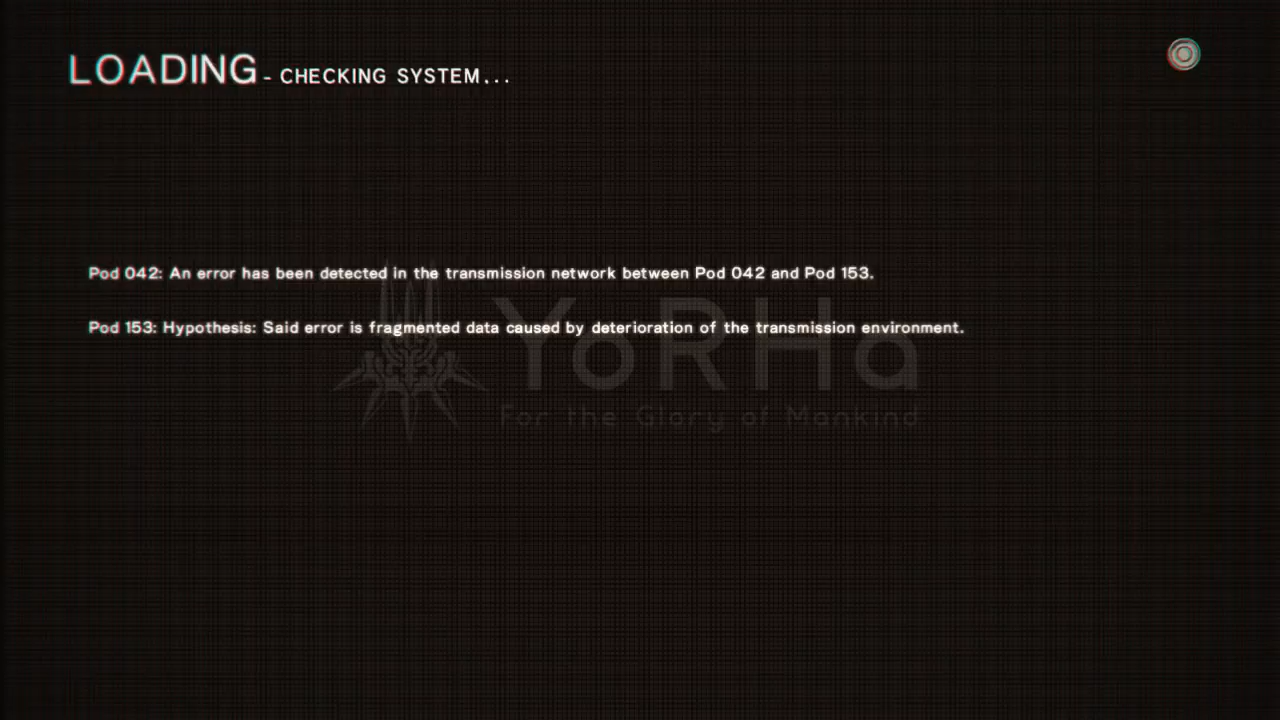 LOADING - CHECKING SYSTEM...
Pod 042: An error has been detected in the transmission network between Pod 042 and Pod 153.
Pod 153: Hypothesis: Said error is fragmented data caused by deterioration of the transmission environment.
YoRHa
For the Glory of Mankind